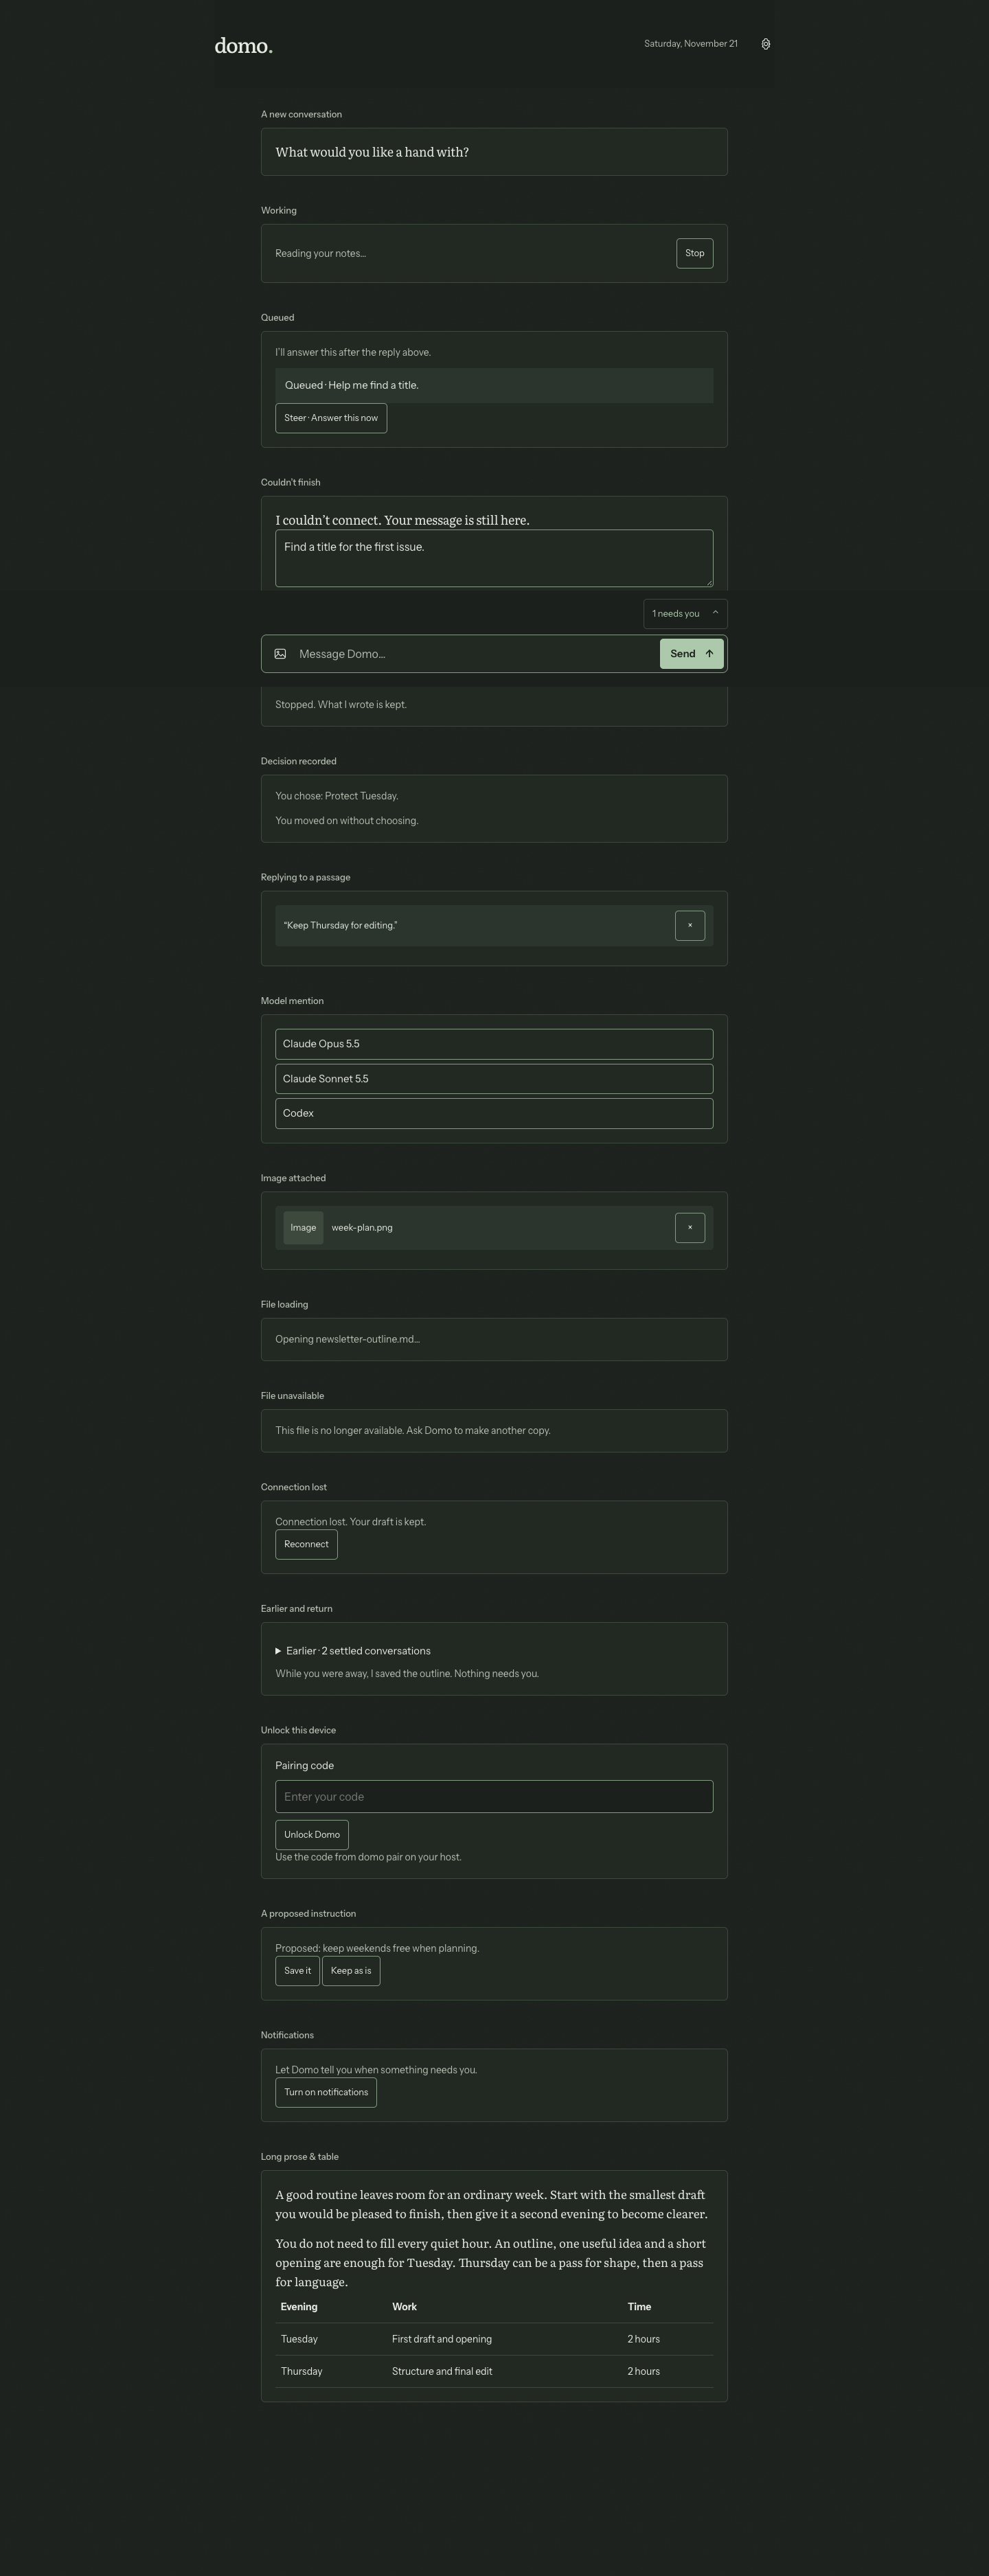 domo.
Saturday, November 21
A new conversation
What would you like a hand with?
Working
Reading your notes…
Stop
Queued
I'll answer this after the reply above.
Queued · Help me find a title.
Steer · Answer this now
Couldn't finish
I couldn't connect. Your message is still here.
Find a title for the first issue.
1 needs you
Message Domo…
Send
Stopped. What I wrote is kept.
Decision recorded
You chose: Protect Tuesday.
You moved on without choosing.
Replying to a passage
“Keep Thursday for editing.”
×
Model mention
Claude Opus 5.5
Claude Sonnet 5.5
Codex
Image attached
Image
week-plan.png
×
File loading
Opening newsletter-outline.md…
File unavailable
This file is no longer available. Ask Domo to make another copy.
Connection lost
Connection lost. Your draft is kept.
Reconnect
Earlier and return
Earlier · 2 settled conversations
While you were away, I saved the outline. Nothing needs you.
Unlock this device
Pairing code
Enter your code
Unlock Domo
Use the code from domo pair on your host.
A proposed instruction
Proposed: keep weekends free when planning.
Save it
Keep as is
Notifications
Let Domo tell you when something needs you.
Turn on notifications
Long prose & table
A good routine leaves room for an ordinary week. Start with the smallest draft
you would be pleased to finish, then give it a second evening to become clearer.
You do not need to fill every quiet hour. An outline, one useful idea and a short
opening are enough for Tuesday. Thursday can be a pass for shape, then a pass
for language.
Evening Work Time
Tuesday First draft and opening 2 hours
Thursday Structure and final edit 2 hours